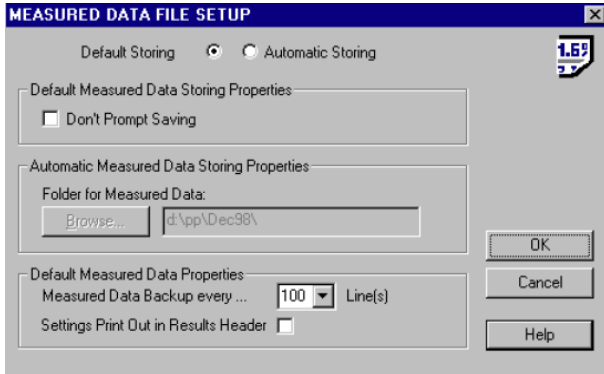 MEASURED DATA FILE SETUP
Default Storing Automatic Storing
1.69
Default Measured Data Storing Properties
Don't Prompt Saving
Automatic Measured Data Storing Properties
Folder for Measured Data:
Browse... d:\pp\Dec98\
OK
Default Measured Data Properties
Cancel
Measured Data Backup every ... 100 Line(s)
Settings Print Out in Results Header
Help